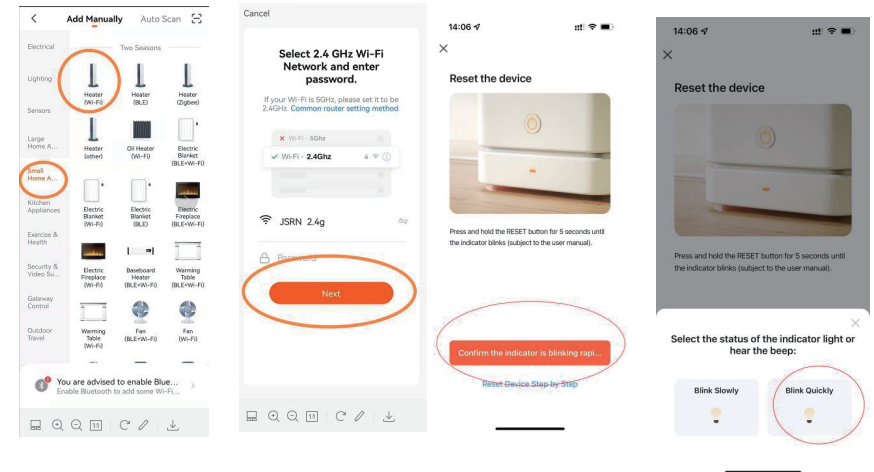 Add Manually Auto Scan
Electrical
Two Seasons
Lighting
Heater
(Wi-Fi)
Heater
(BLE)
Heater
(Zigbee)
Sensors
Large
Home A...
Heater
(other)
Oil Heater
(Wi-Fi)
Electric
Blanket
(BLE+Wi-Fi)
Small
Home A...
Kitchen
Appliances
Electric
Blanket
(Wi-Fi)
Electric
Blanket
(BLE)
Electric
Fireplace
(BLE+Wi-Fi)
Exercise &
Health
Security &
Video Su...
Electric
Fireplace
(Wi-Fi)
Baseboard
Heater
(BLE+Wi-Fi)
Warming
Table
(BLE+Wi-Fi)
Gateway
Control
Outdoor
Travel
Warming
Table
(Wi-Fi)
Fan
(BLE+Wi-Fi)
Fan
(Wi-Fi)
You are advised to enable Blue...
Enable Bluetooth to add some Wi-Fi...
1:1
Cancel
Select 2.4 GHz Wi-Fi
Network and enter
password.
If your Wi-Fi is 5GHz, please set it to be
2.4GHz. Common router setting method
Wi-Fi - 5Ghz
Wi-Fi - 2.4Ghz
JSRN 2.4g
Password
Next
1:1
14:06
Reset the device
Press and hold the RESET button for 5 seconds until
the indicator blinks (subject to the user manual).
Confirm the indicator is blinking rapi...
Reset Device Step by Step
14:06
Reset the device
Press and hold the RESET button for 5 seconds until
the indicator blinks (subject to the user manual).
Select the status of the indicator light or
hear the beep:
Blink Slowly
Blink Quickly